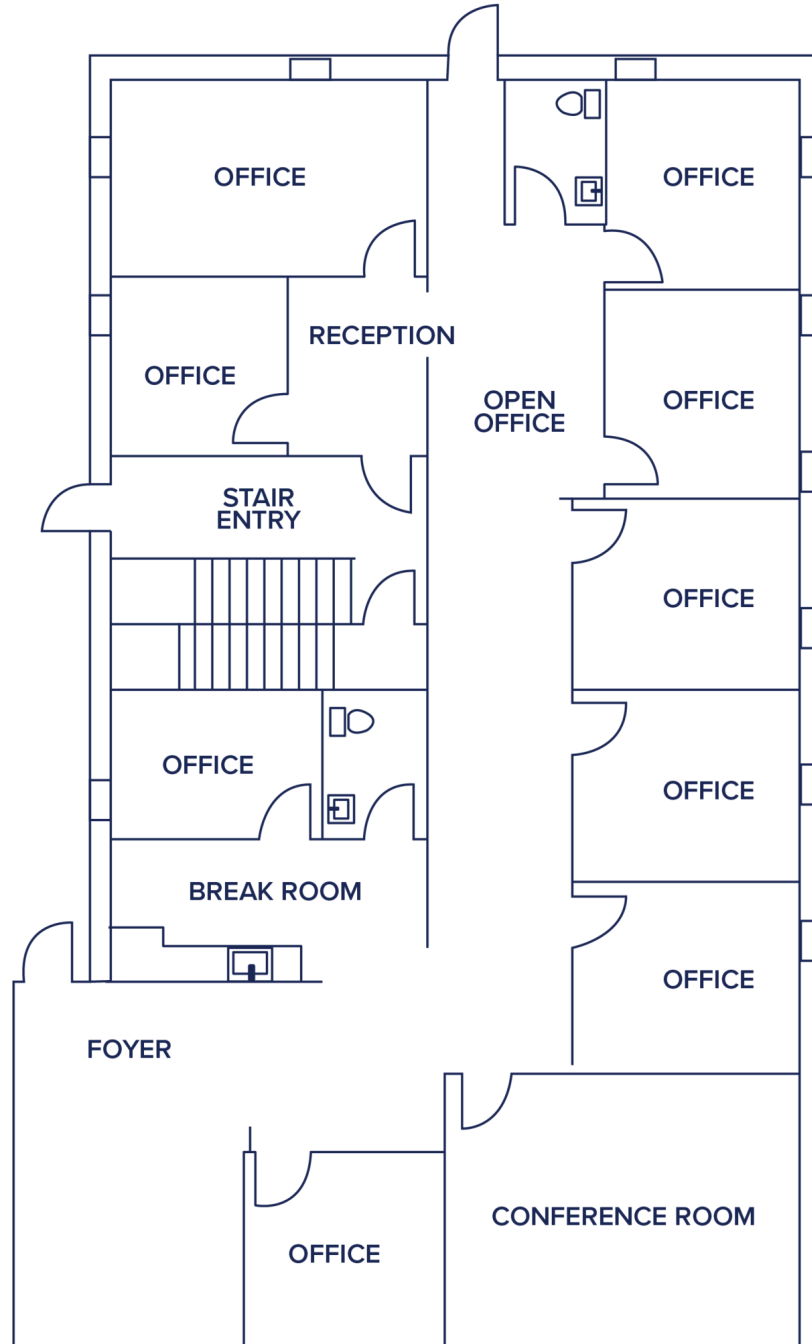 OFFICE
OFFICE
RECEPTION
OFFICE
OFFICE
OPEN
OFFICE
STAIR
ENTRY
OFFICE
OFFICE
OFFICE
BREAK ROOM
OFFICE
FOYER
CONFERENCE ROOM
OFFICE